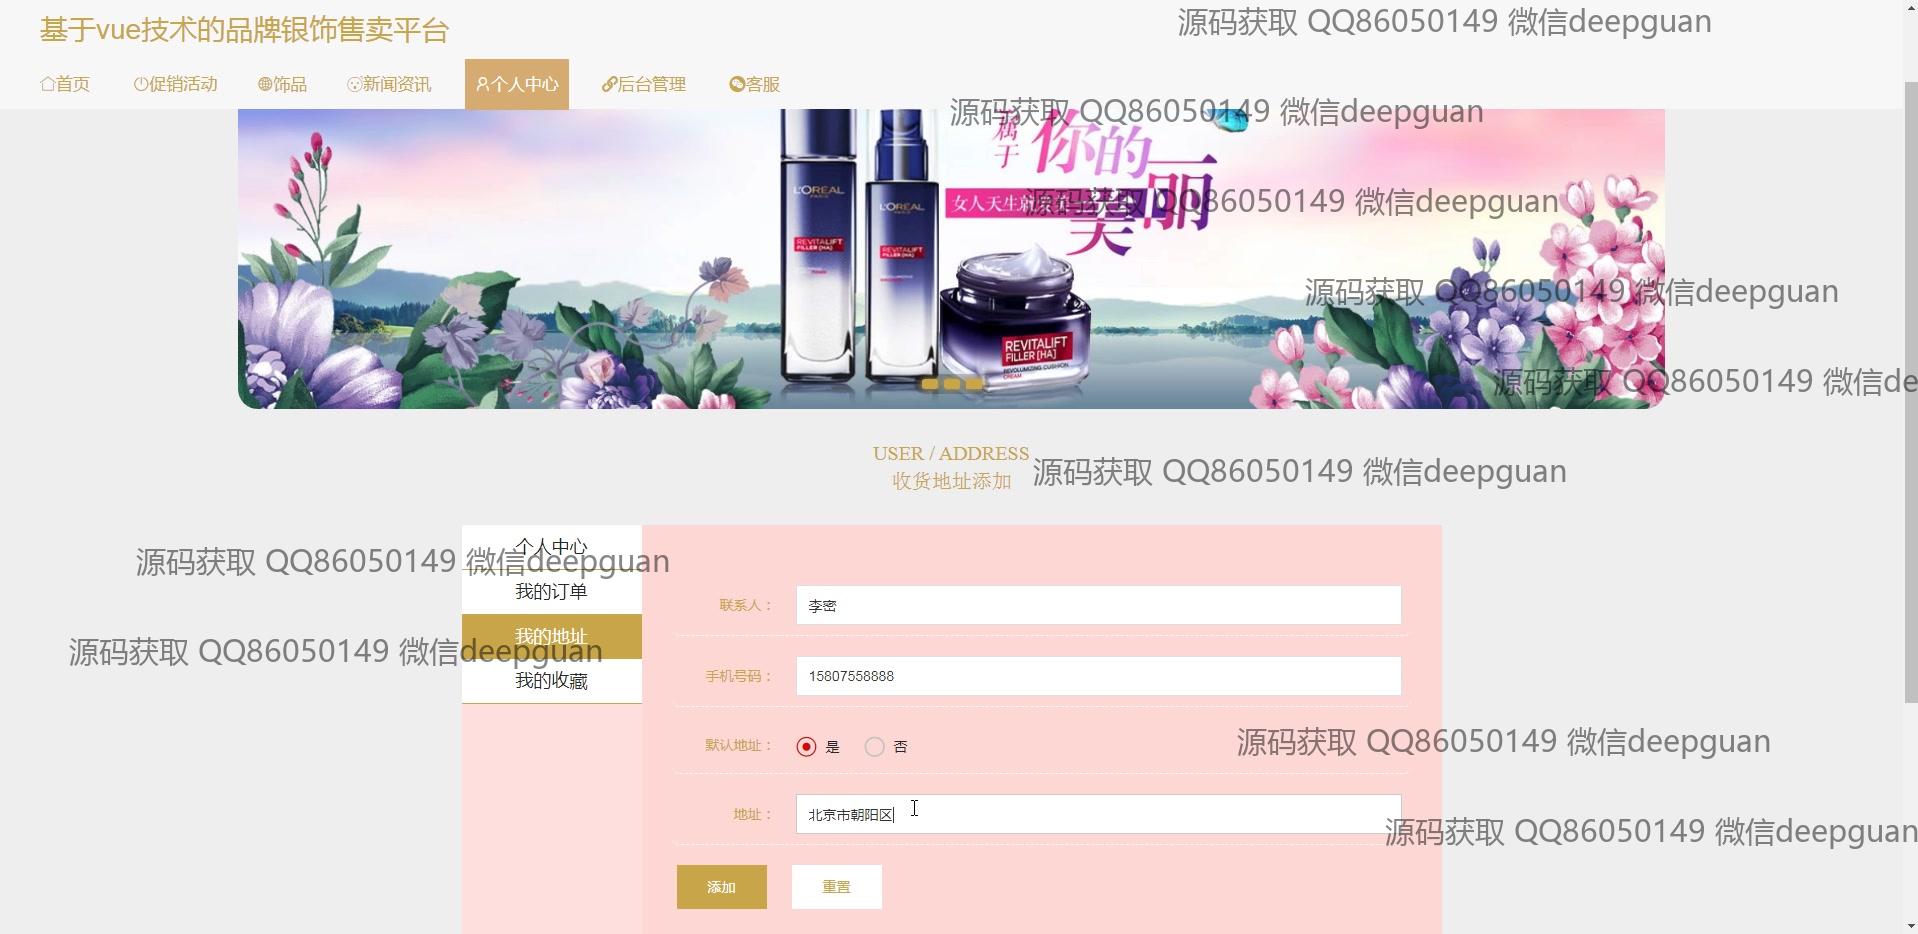 基于vue技术的品牌银饰售卖平台
源码获取 QQ86050149 微信deepguan
首页 促销活动 饰品 新闻资讯 个人中心 后台管理 客服
源码获取 QQ86050149 微信deepguan
属于 你的 美丽
L'ORÉAL
PARIS
L'ORÉAL
女人天生就
源码获取 QQ86050149 微信deepguan
REVITALIFT
FILLER [HA]
REVITALIFT
FILLER [HA]
源码获取 QQ86050149 微信deepguan
REVITALIFT
FILLER [HA]
REVOLUMIZING CUSHION
CREAM
源码获取 QQ86050149 微信de
USER / ADDRESS
源码获取 QQ86050149 微信deepguan
收货地址添加
个人中心
源码获取 QQ86050149 微信deepguan
我的订单
我的地址
源码获取 QQ86050149 微信deepguan
我的收藏
联系人： 李密
手机号码： 15807558888
默认地址： 是 否
源码获取 QQ86050149 微信deepguan
地址： 北京市朝阳区
源码获取 QQ86050149 微信deepguan
添加 重置